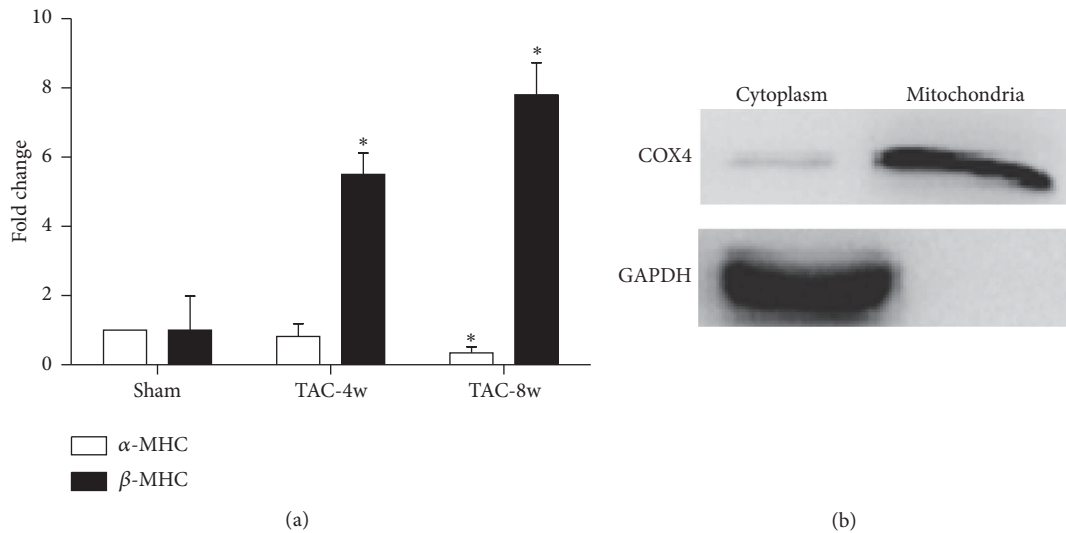 10
8
6
4
2
0
Fold change
*
*
*
Sham
TAC-4w
TAC-8w
α-MHC
β-MHC
(a)
Cytoplasm
Mitochondria
COX4
GAPDH
(b)